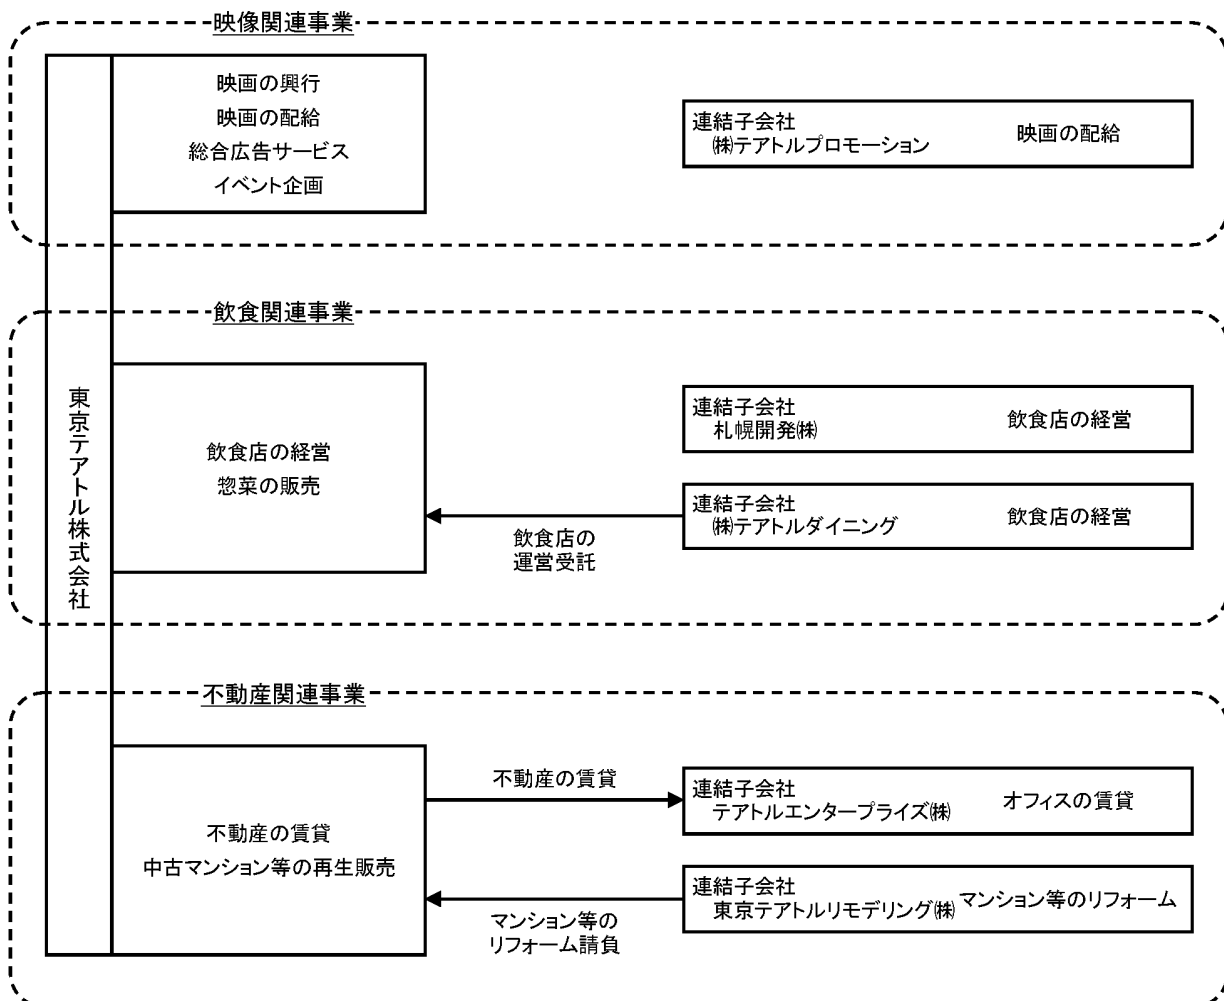 映像関連事業
映画の興行
映画の配給
総合広告サービス
イベント企画
連結子会社
㈱テアトルプロモーション
映画の配給
東京テアトル株式会社
飲食関連事業
飲食店の経営
惣菜の販売
連結子会社
札幌開発㈱
飲食店の経営
飲食店の
運営受託
連結子会社
㈱テアトルダイニング
飲食店の経営
不動産関連事業
不動産の賃貸
中古マンション等の再生販売
不動産の賃貸
連結子会社
テアトルエンタープライズ㈱
オフィスの賃貸
マンション等の
リフォーム請負
連結子会社
東京テアトルリモデリング㈱
マンション等のリフォーム